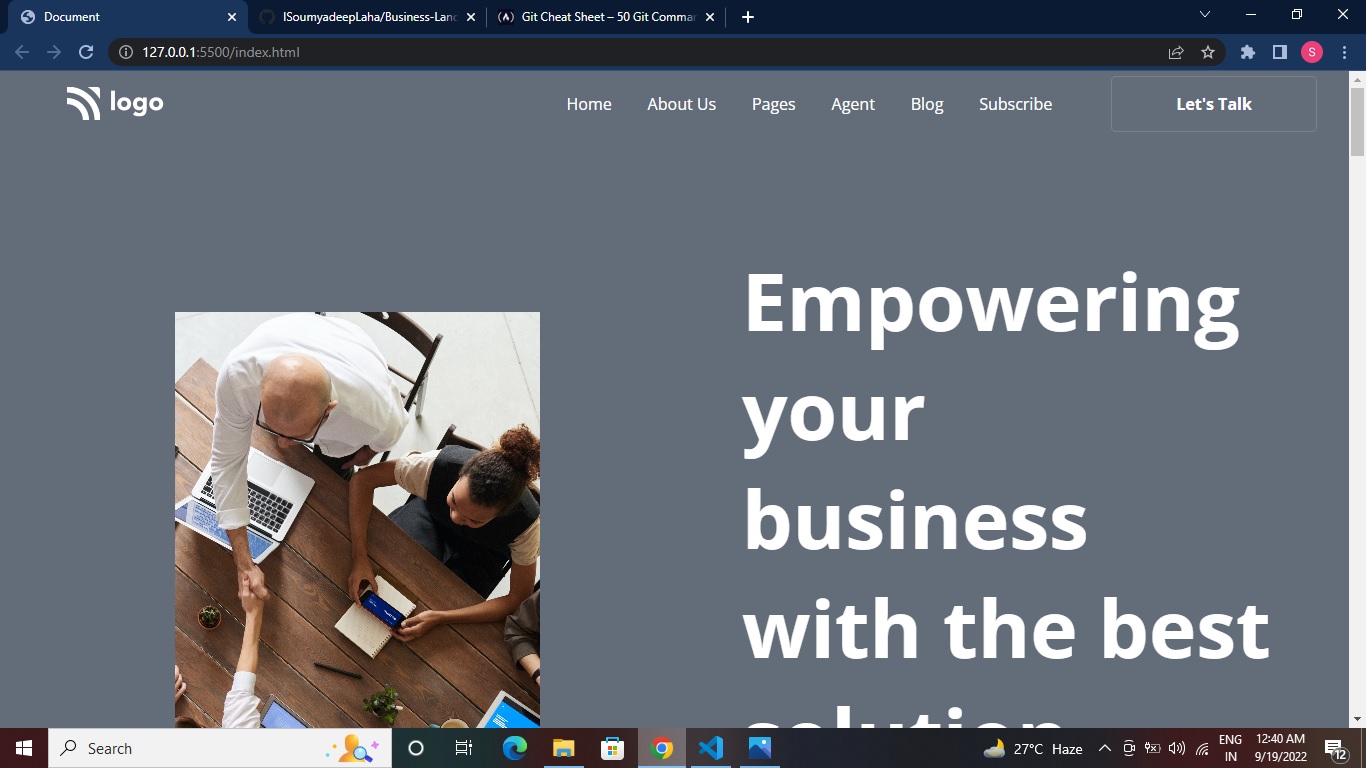 Document
ISoumyadeepLaha/Business-Lanc
Git Cheat Sheet – 50 Git Commar
127.0.0.1:5500/index.html
S
logo
Home
About Us
Pages
Agent
Blog
Subscribe
Let's Talk
Empowering
your
business
with the best
solution
Search
27°C Haze
ENG
IN
12:40 AM
9/19/2022
12